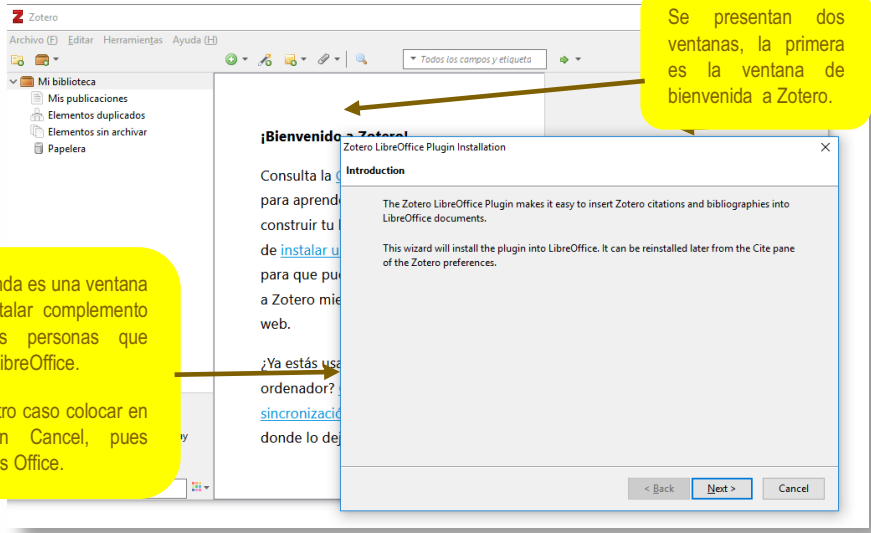 Zotero
Archivo (F) Editar Herramientas Ayuda (H)
Todos los campos y etiqueta
Mi biblioteca
Mis publicaciones
Elementos duplicados
Elementos sin archivar
Papelera
Se presentan dos
ventanas, la primera
es la ventana de
bienvenida a Zotero.
¡Bienvenido a Zotero!
Consulta la
para aprend
construir tu
de instalar u
para que pue
a Zotero mie
web.
¿Ya estás usa
ordenador?
sincronizació
donde lo dej
Zotero LibreOffice Plugin Installation
Introduction
The Zotero LibreOffice Plugin makes it easy to insert Zotero citations and bibliographies into
LibreOffice documents.
This wizard will install the plugin into LibreOffice. It can be reinstalled later from the Cite pane
of the Zotero preferences.
< Back Next > Cancel
nda es una ventana
talar complemento
s personas que
ibreOffice.
tro caso colocar en
n Cancel, pues
s Office.